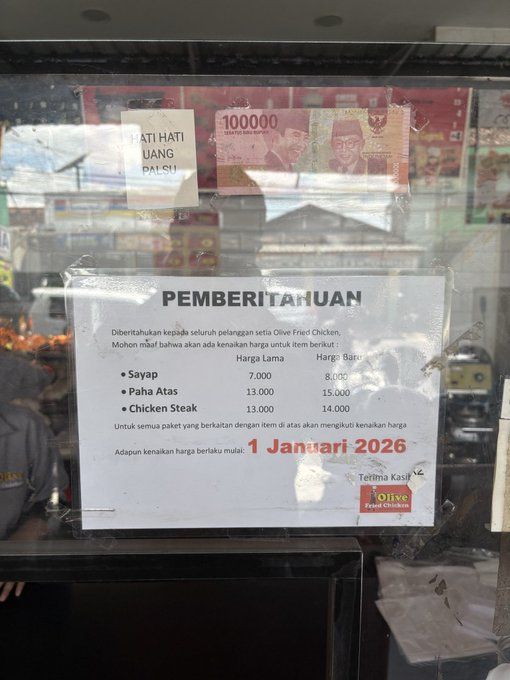 HATI HATI
UANG
PALSU
100000
SERATUS RIBU RUPIAH
PEMBERITAHUAN
Diberitahukan kepada seluruh pelanggan setia Olive Fried Chicken,
Mohon maaf bahwa akan ada kenaikan harga untuk item berikut :
Harga Lama Harga Baru
• Sayap 7.000 8.000
• Paha Atas 13.000 15.000
• Chicken Steak 13.000 14.000
Untuk semua paket yang berkaitan dengan item di atas akan mengikuti kenaikan harga
Adapun kenaikan harga berlaku mulai: 1 Januari 2026
Terima Kasih
Olive
Fried Chicken